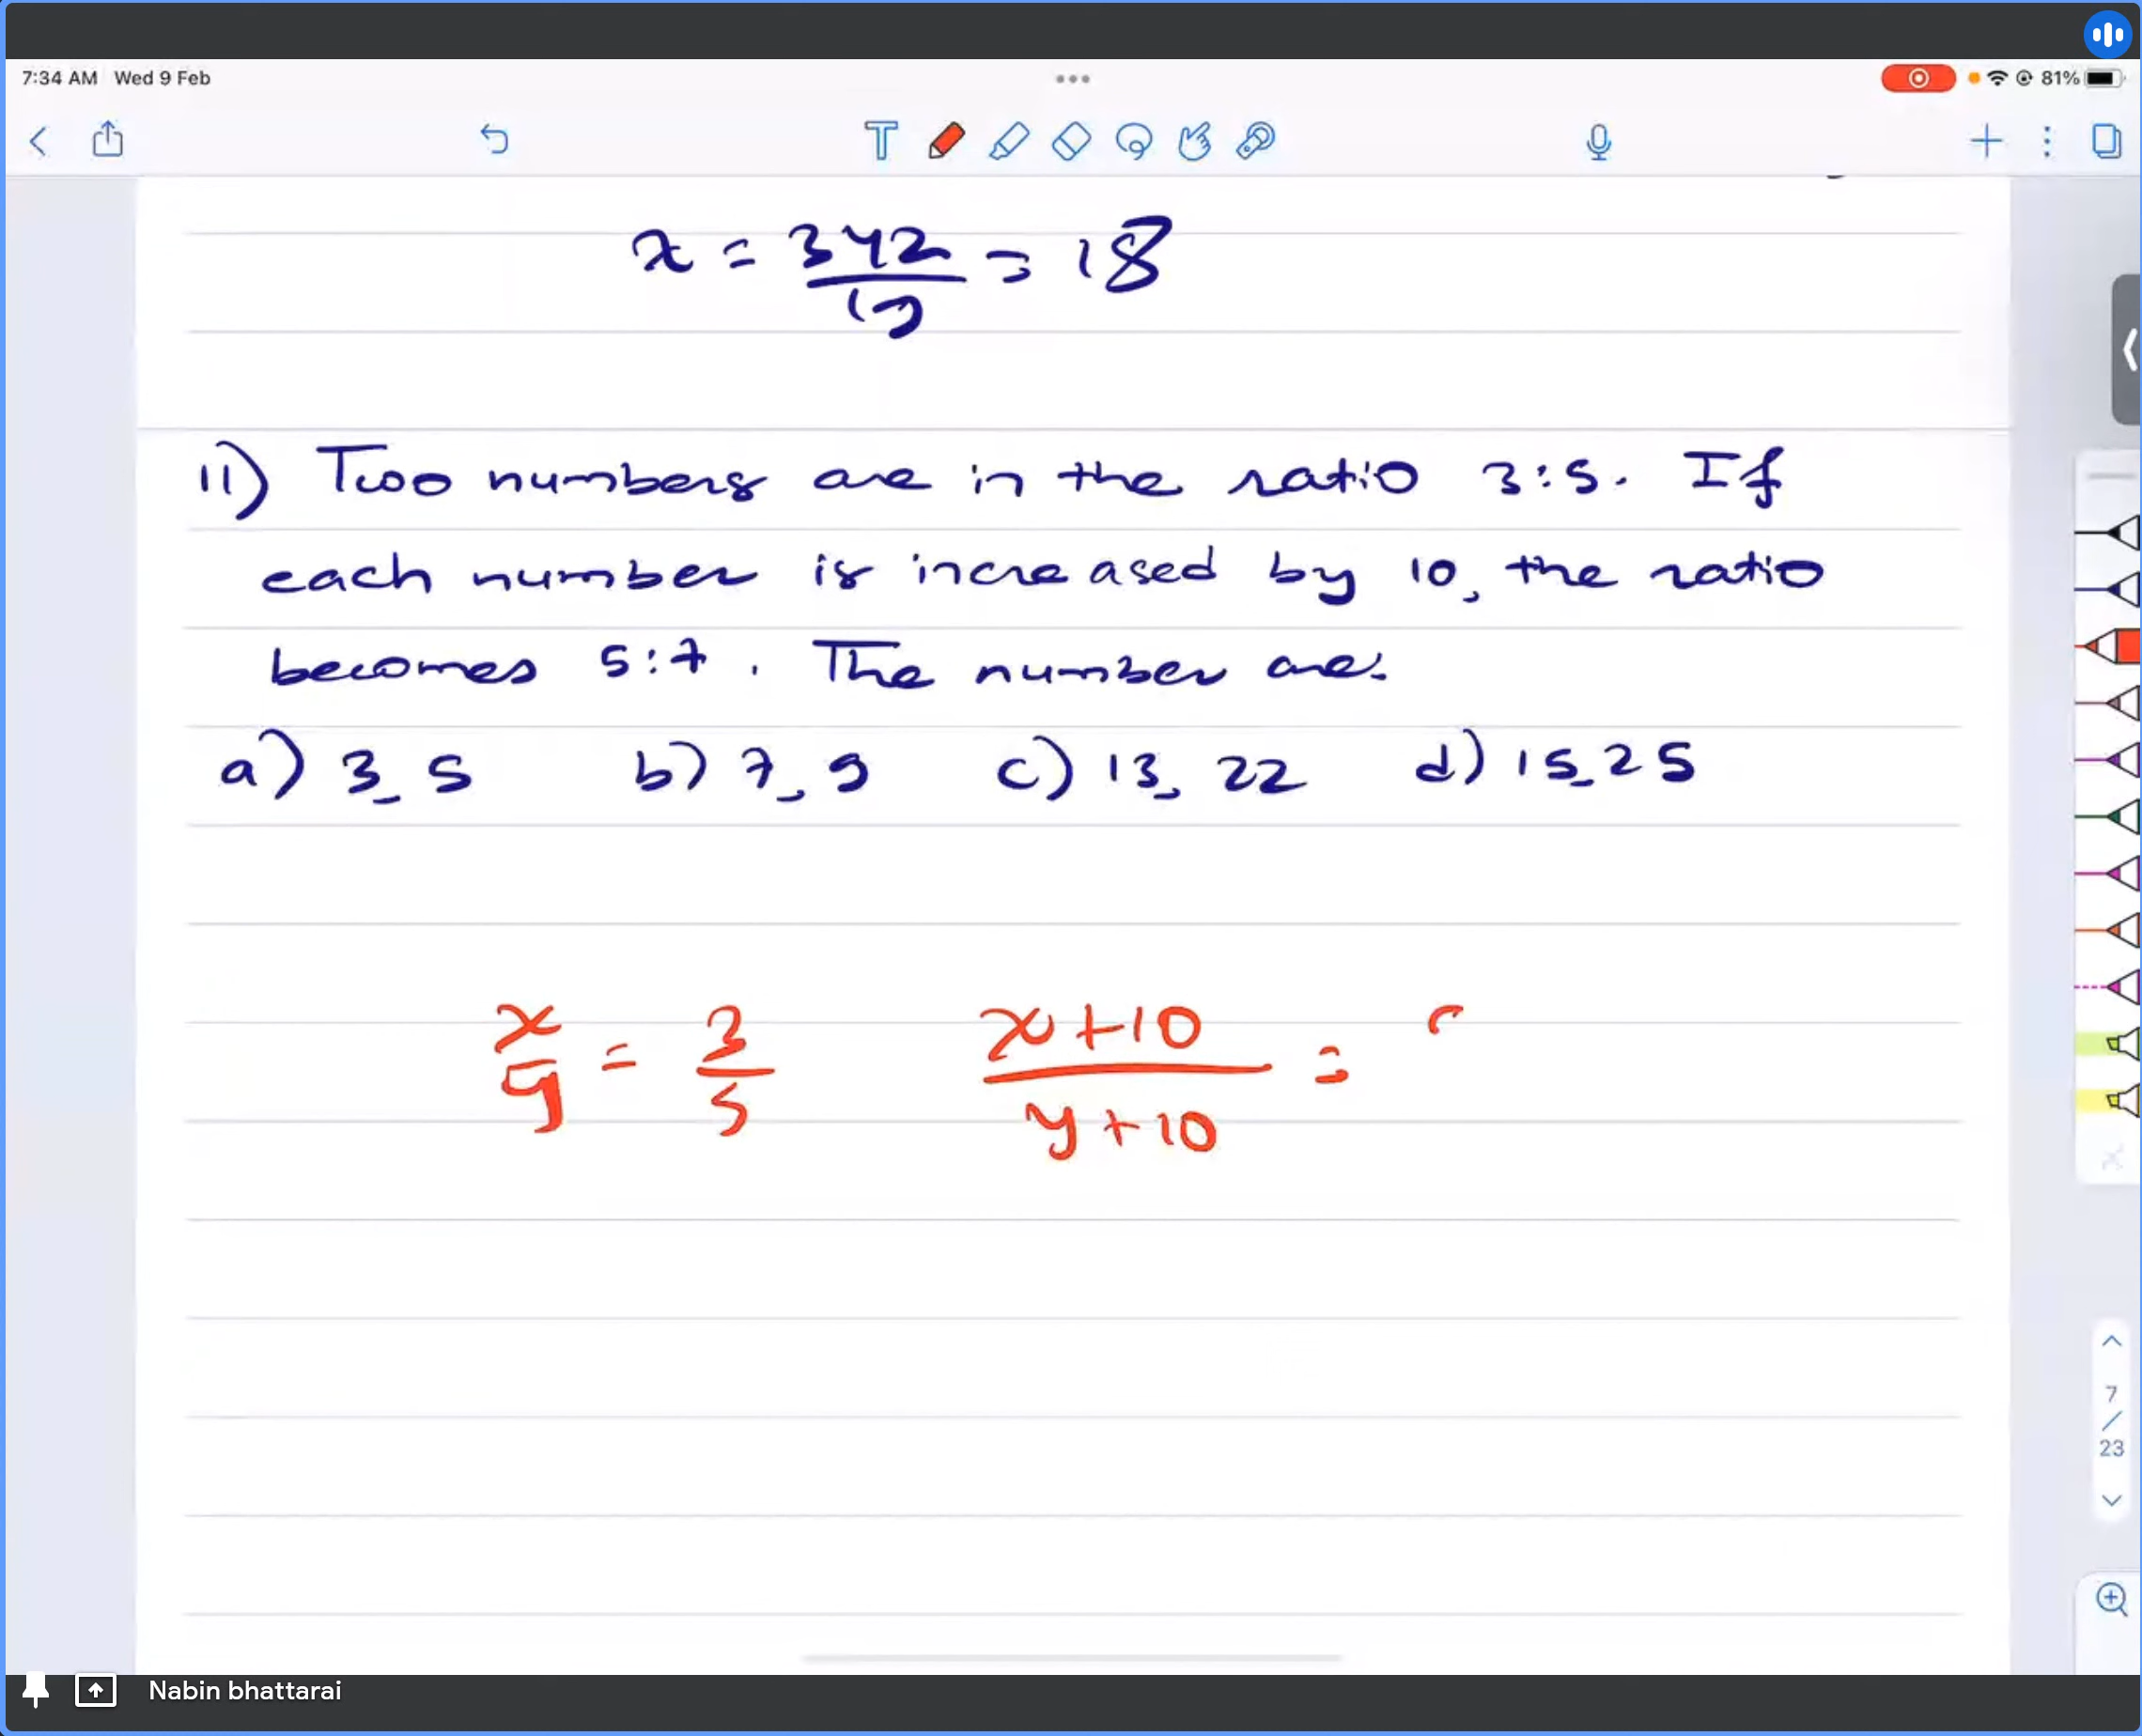 7:34 AM Wed 9 Feb
81%
x = 342/19 = 18
11) Two numbers are in the ratio 3:5. If
each number is increased by 10, the ratio
becomes 5:7. The number are:
a) 3, 5 b) 7, 9 c) 13, 22 d) 15, 25
x/y = 3/5 x+10/y+10 =
7
/
23
Nabin bhattarai